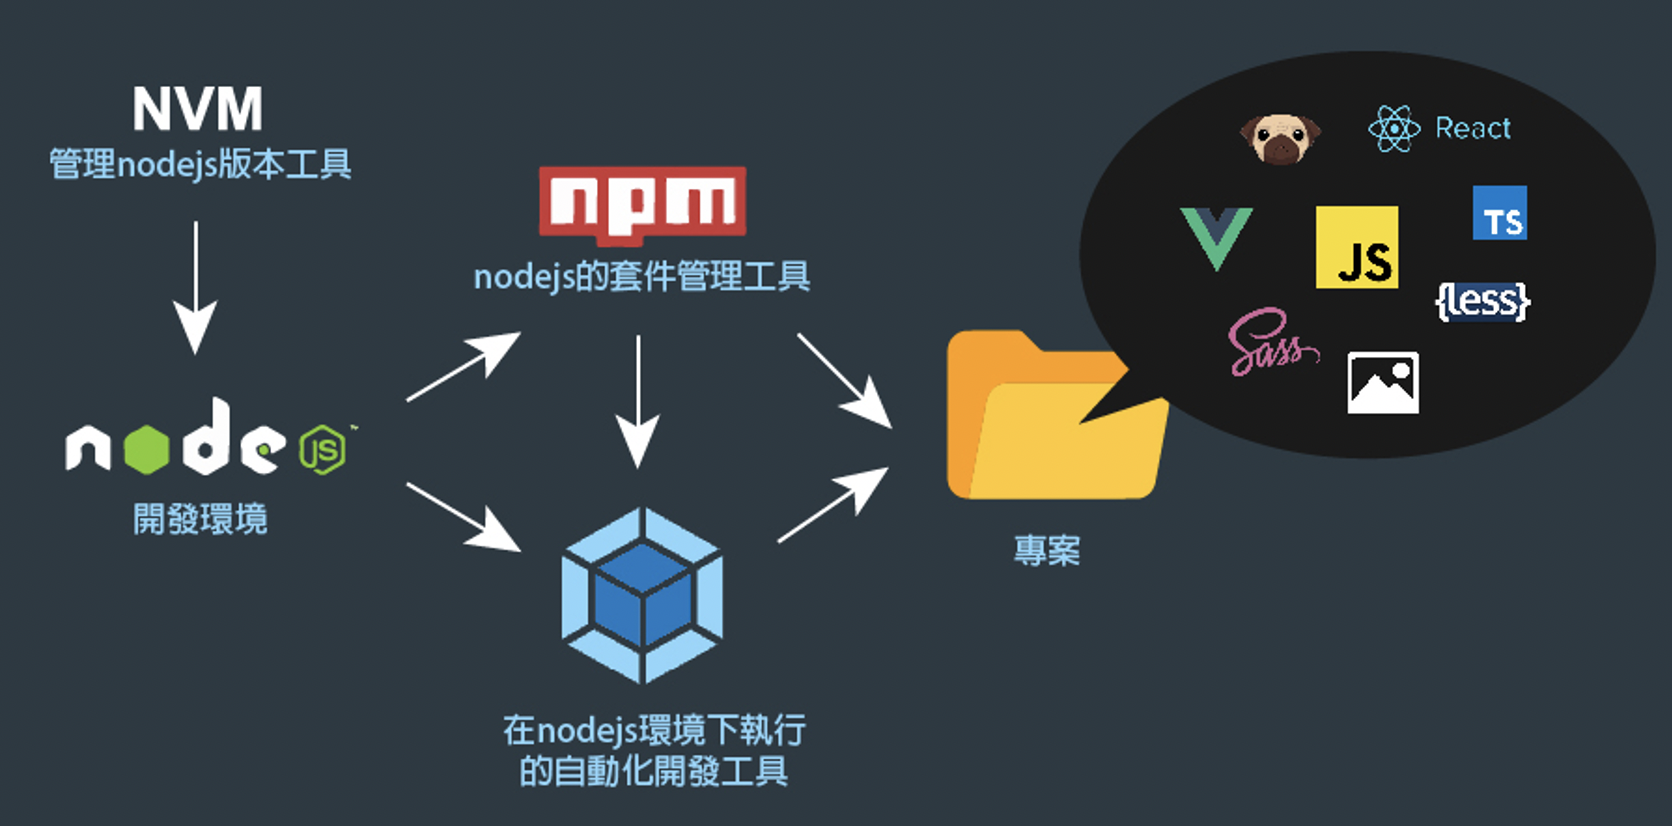 NVM
管理nodejs版本工具
node JS ™
開發環境
npm
nodejs的套件管理工具
在nodejs環境下執行
的自動化開發工具
專案
React
TS
JS
{less}
Sass